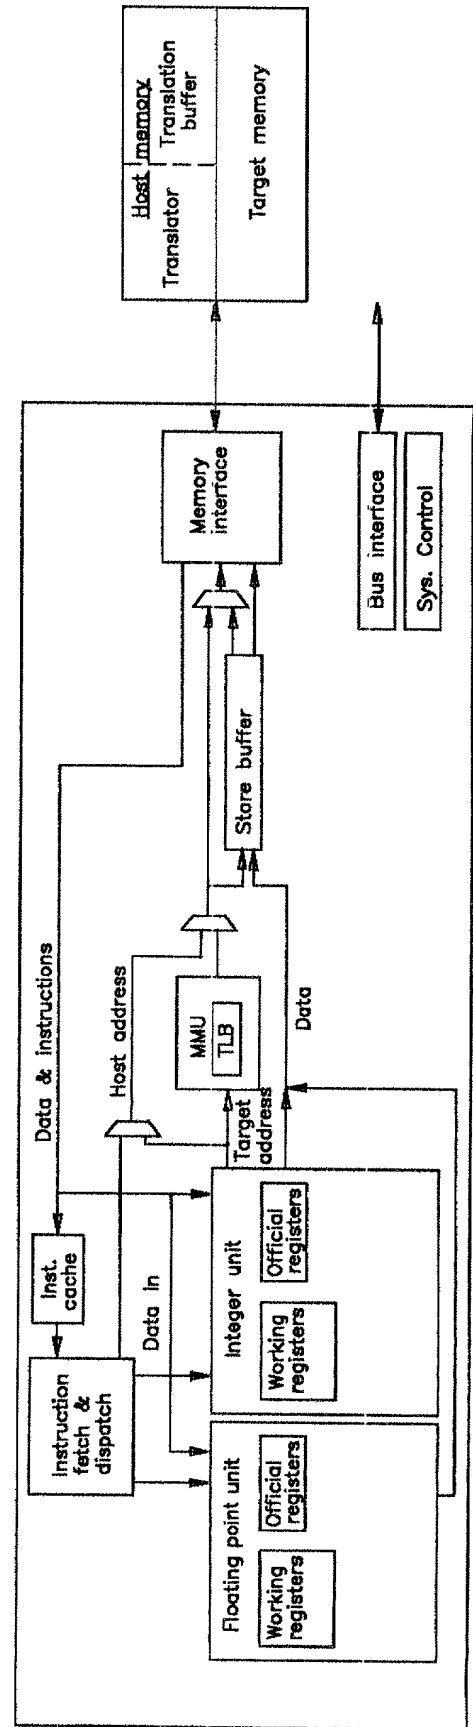 Data & instructions
Inst.
cache
Instruction
fetch &
dispatch
Data In
Host address
Floating point unit
Working
registers
Official
registers
Integer unit
Working
registers
Official
registers
Target
address
MMU
TLB
Data
Store buffer
Memory
interface
Bus interface
Sys. Control
Host memory
Translator
Translation
buffer
Target memory